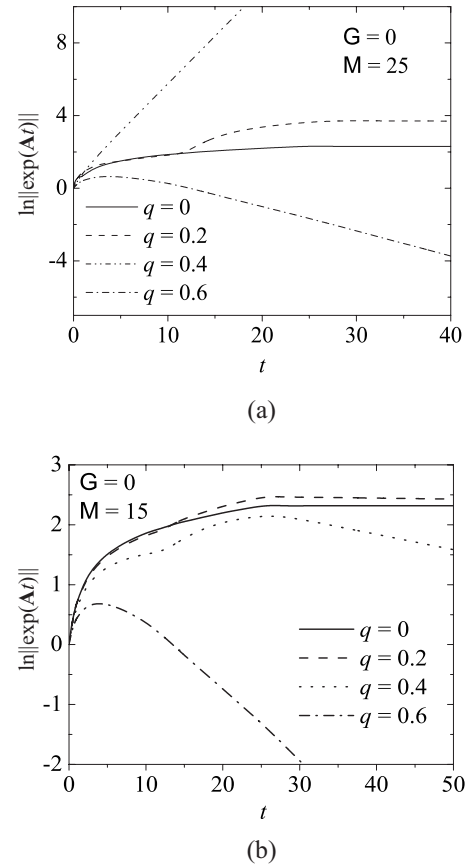 8
4
0
-4
0
10
20
30
40
ln||exp(At)||
t
G = 0
M = 25
q = 0
q = 0.2
q = 0.4
q = 0.6
(a)
3
2
1
0
-1
-2
0
10
20
30
40
50
ln||exp(At)||
t
G = 0
M = 15
q = 0
q = 0.2
q = 0.4
q = 0.6
(b)